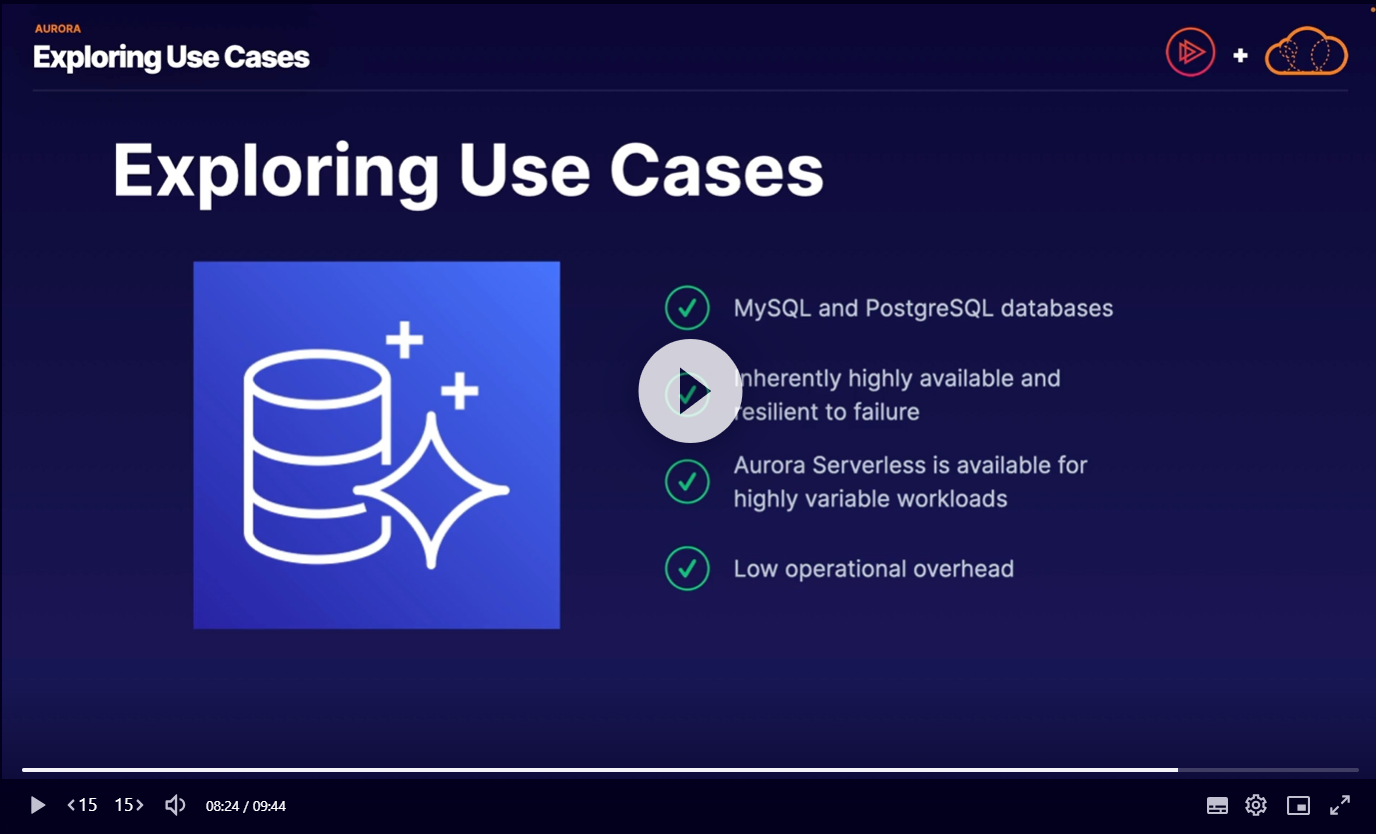 AURORA
Exploring Use Cases
Exploring Use Cases
MySQL and PostgreSQL databases
Inherently highly available and
resilient to failure
Aurora Serverless is available for
highly variable workloads
Low operational overhead
<15 15> 08:24 / 09:44